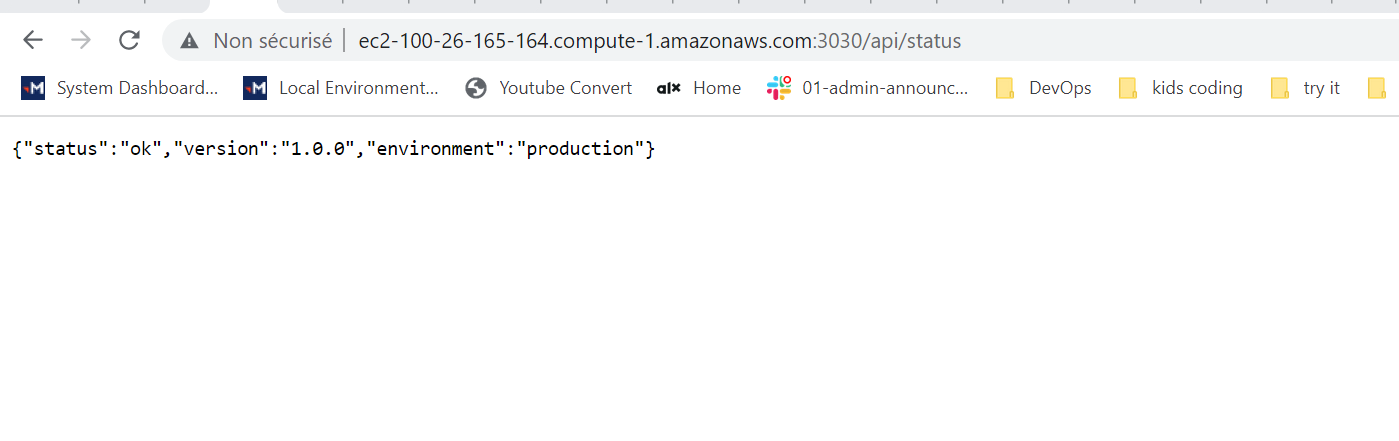 Non sécurisé ec2-100-26-165-164.compute-1.amazonaws.com:3030/api/status
System Dashboard... Local Environment... Youtube Convert alx Home 01-admin-announc... DevOps kids coding try it
{"status":"ok","version":"1.0.0","environment":"production"}